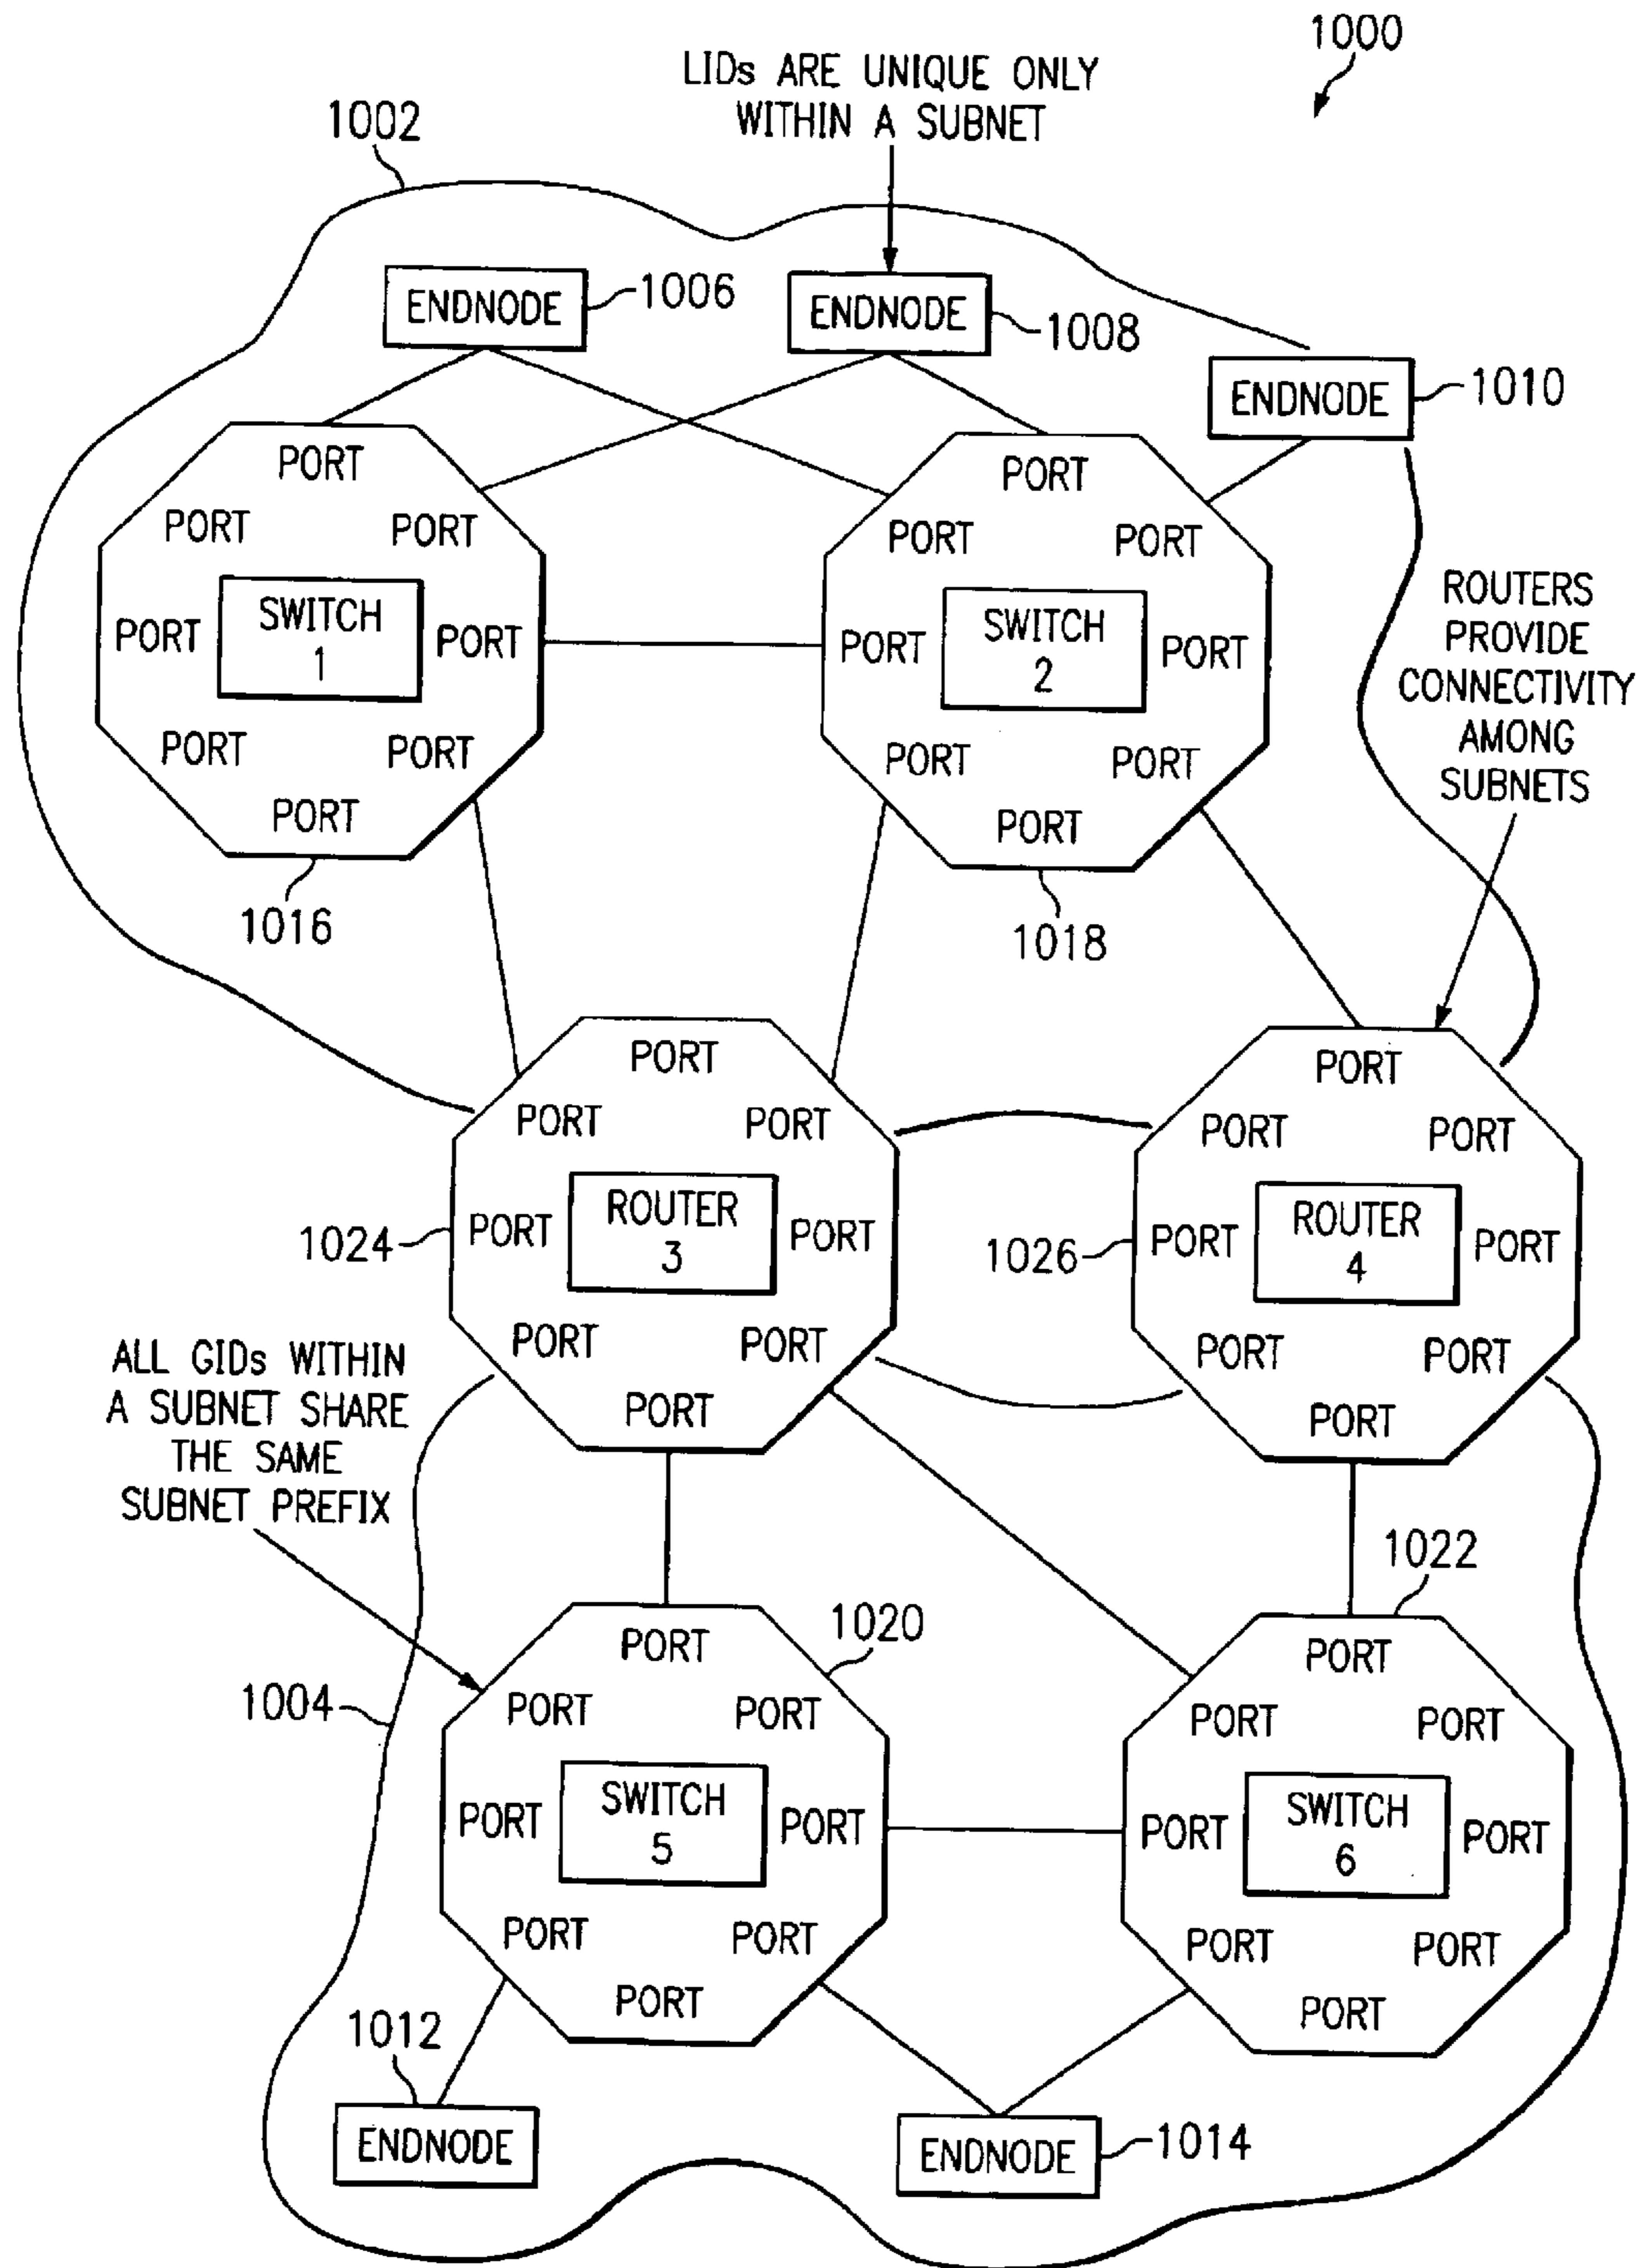 1000
LIDs ARE UNIQUE ONLY
WITHIN A SUBNET
1002
ENDNODE
1006
ENDNODE
1008
ENDNODE
1010
PORT
PORT
PORT
PORT
SWITCH
1
PORT
PORT
PORT
PORT
1016
PORT
PORT
PORT
PORT
SWITCH
2
PORT
PORT
PORT
PORT
1018
ROUTERS
PROVIDE
CONNECTIVITY
AMONG
SUBNETS
PORT
PORT
PORT
1024
PORT
ROUTER
3
PORT
PORT
PORT
PORT
PORT
PORT
PORT
1026
PORT
ROUTER
4
PORT
PORT
PORT
PORT
ALL GIDs WITHIN
A SUBNET SHARE
THE SAME
SUBNET PREFIX
1004
1020
PORT
PORT
PORT
PORT
SWITCH
5
PORT
PORT
PORT
PORT
1022
PORT
PORT
PORT
PORT
SWITCH
6
PORT
PORT
PORT
PORT
1012
ENDNODE
ENDNODE
1014